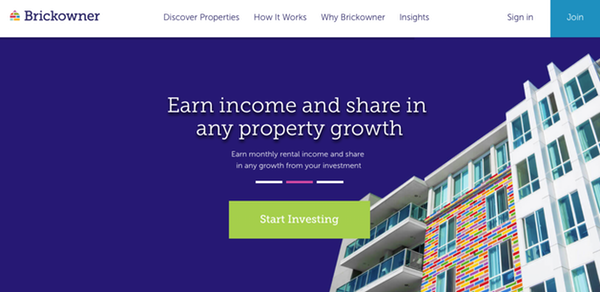 Brickowner
Discover Properties
How It Works
Why Brickowner
Insights
Sign in
Join
Earn income and share in
any property growth
Earn monthly rental income and share
in any growth from your investment
Start Investing